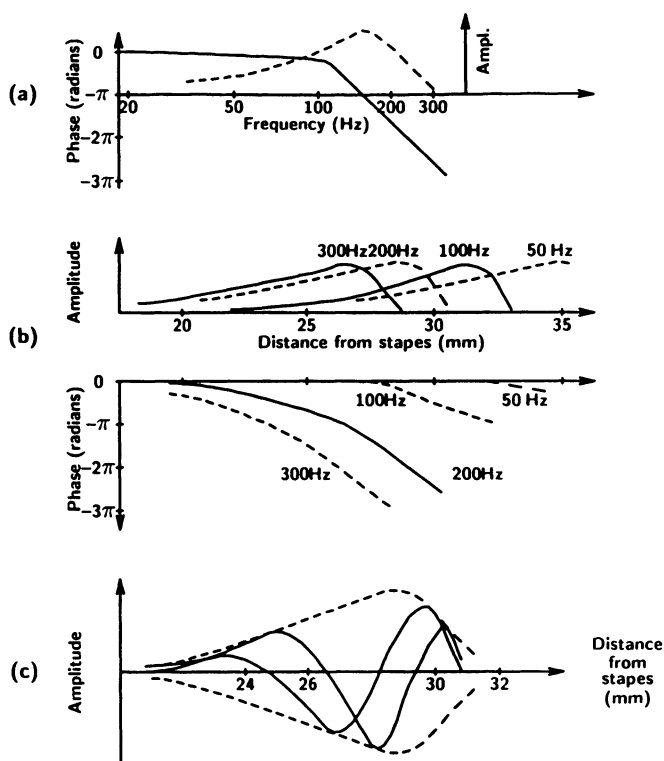 (a)
Phase (radians)
0
−π
−2π
−3π
20 50 100 200 300
Frequency (Hz)
Ampl.
(b)
Amplitude
300Hz 200Hz 100Hz 50 Hz
20 25 30 35
Distance from stapes (mm)
Phase (radians)
0
−π
−2π
−3π
100Hz 50 Hz
300Hz 200Hz
(c)
Amplitude
24 26 30 32
Distance
from
stapes
(mm)